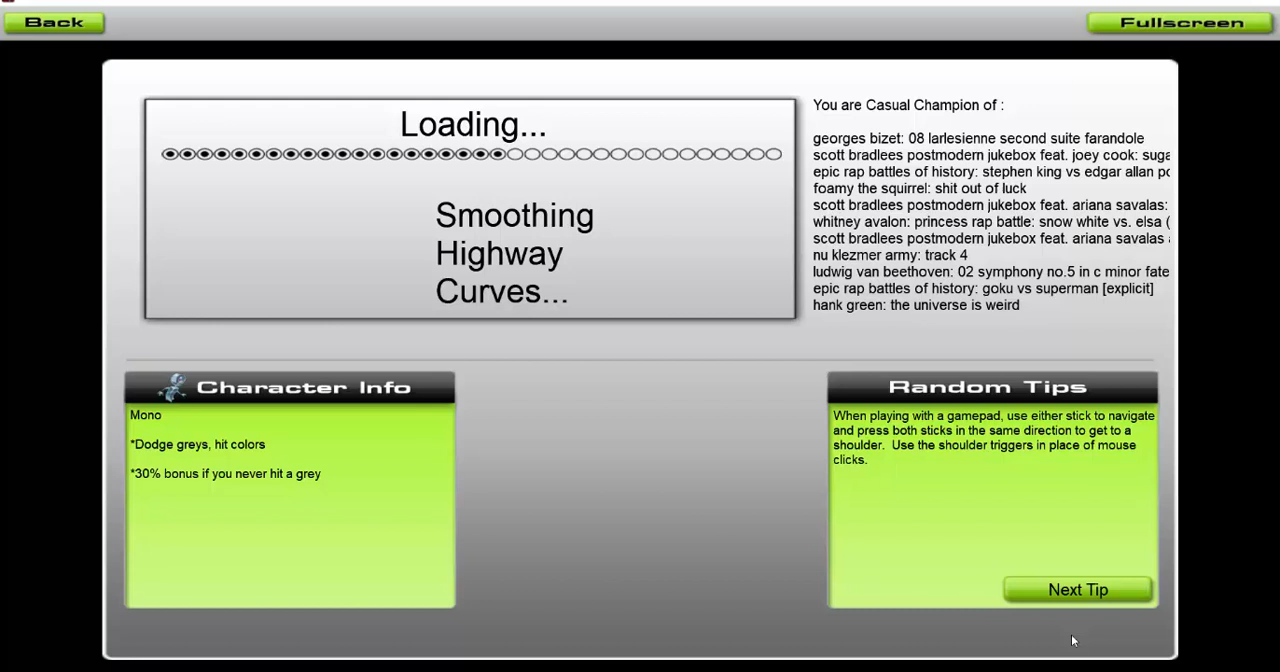 Back
Fullscreen
Loading...
Smoothing
Highway
Curves...
You are Casual Champion of :
georges bizet: 08 larlesienne second suite farandole
scott bradlees postmodern jukebox feat. joey cook: suga
epic rap battles of history: stephen king vs edgar allan po
foamy the squirrel: shit out of luck
scott bradlees postmodern jukebox feat. ariana savalas:
whitney avalon: princess rap battle: snow white vs. elsa (
scott bradlees postmodern jukebox feat. ariana savalas
nu klezmer army: track 4
ludwig van beethoven: 02 symphony no.5 in c minor fate
epic rap battles of history: goku vs superman [explicit]
hank green: the universe is weird
Character Info
Mono
*Dodge greys, hit colors
*30% bonus if you never hit a grey
Random Tips
When playing with a gamepad, use either stick to navigate
and press both sticks in the same direction to get to a
shoulder. Use the shoulder triggers in place of mouse
clicks.
Next Tip